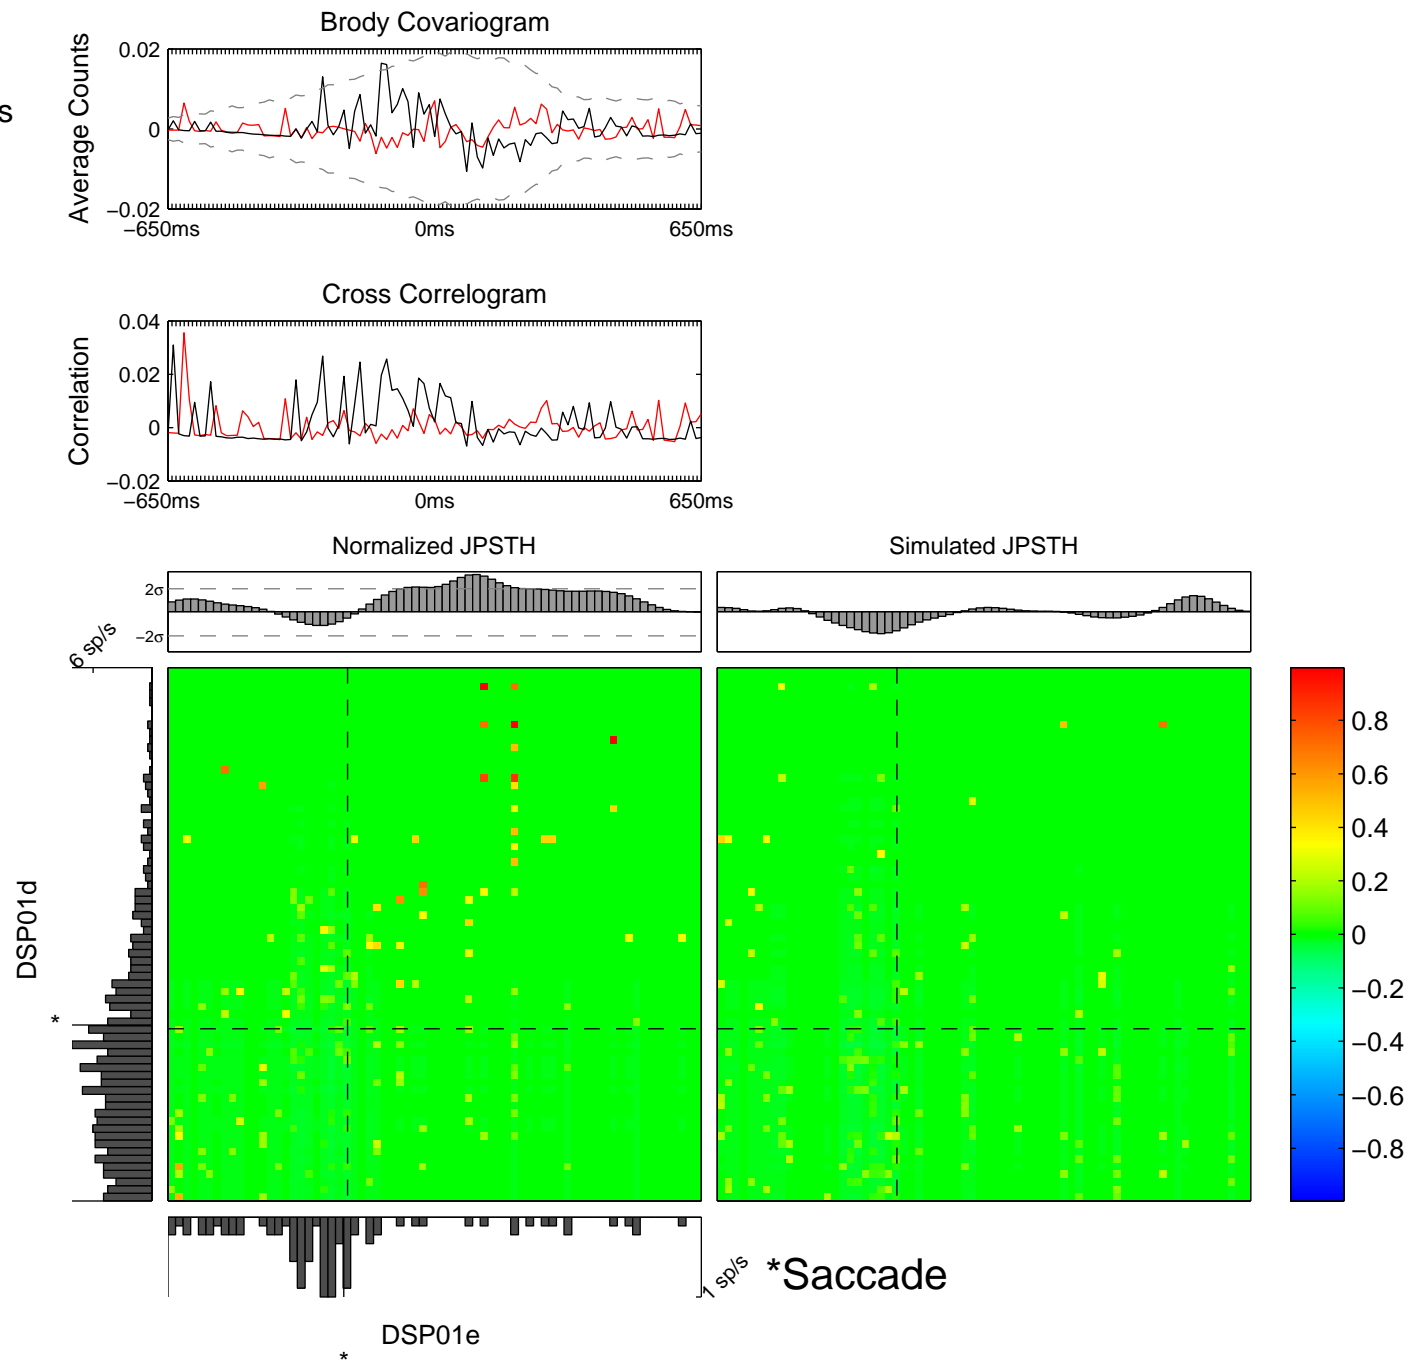 Brody Covariogram
s
Average Counts
0.02
0
−0.02
−650ms 0ms 650ms
Cross Correlogram
Correlation
0.04
0.02
0
−0.02
−650ms 0ms 650ms
Normalized JPSTH
Simulated JPSTH
2σ
−2σ
6 sp/s
DSP01d
*
0.8
0.6
0.4
0.2
0
−0.2
−0.4
−0.6
−0.8
1 sp/s
*Saccade
DSP01e
*